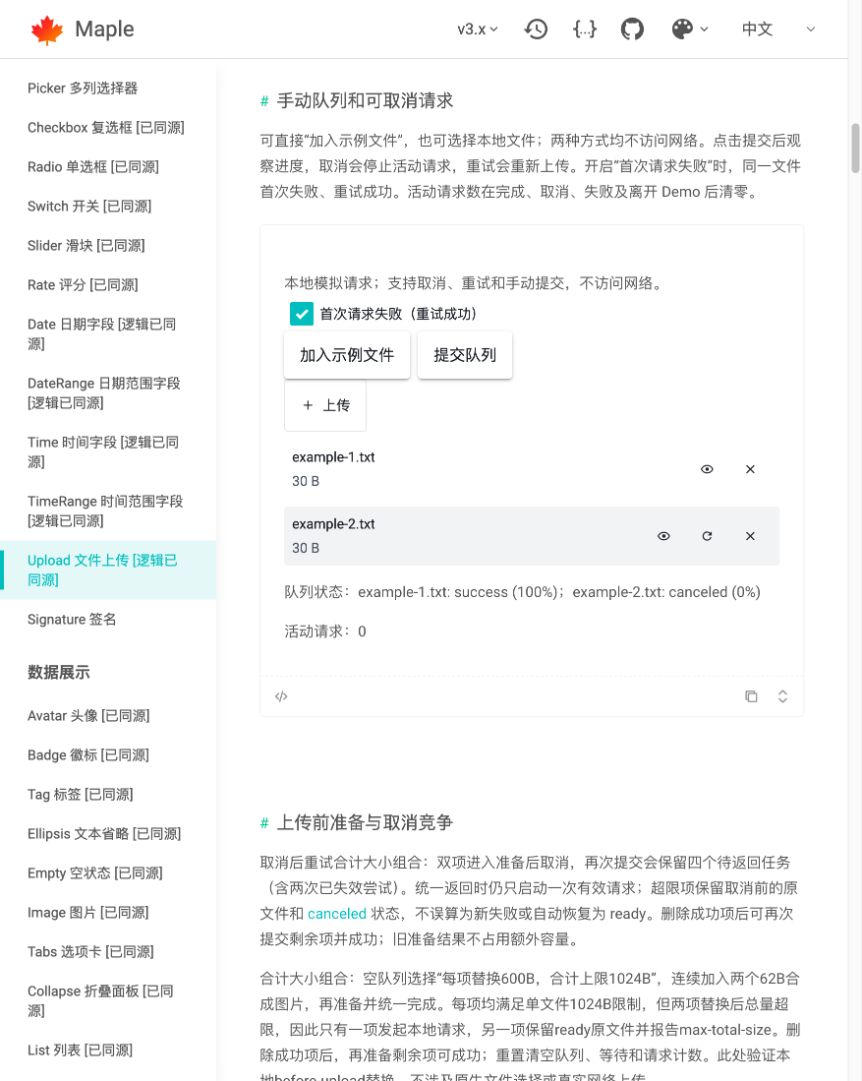 Maple
v3.x
{...}
中文
Picker 多列选择器
Checkbox 复选框 [已同源]
Radio 单选框 [已同源]
Switch 开关 [已同源]
Slider 滑块 [已同源]
Rate 评分 [已同源]
Date 日期字段 [逻辑已同
源]
DateRange 日期范围字段
[逻辑已同源]
Time 时间字段 [逻辑已同
源]
TimeRange 时间范围字段
[逻辑已同源]
Upload 文件上传 [逻辑已
同源]
Signature 签名
数据展示
Avatar 头像 [已同源]
Badge 徽标 [已同源]
Tag 标签 [已同源]
Ellipsis 文本省略 [已同源]
Empty 空状态 [已同源]
Image 图片 [已同源]
Tabs 选项卡 [已同源]
Collapse 折叠面板 [已同
源]
List 列表 [已同源]
# 手动队列和可取消请求
可直接“加入示例文件”，也可选择本地文件；两种方式均不访问网络。点击提交后观
察进度，取消会停止活动请求，重试会重新上传。开启“首次请求失败”时，同一文件
首次失败、重试成功。活动请求数在完成、取消、失败及离开 Demo 后清零。
本地模拟请求；支持取消、重试和手动提交，不访问网络。
首次请求失败（重试成功）
加入示例文件
提交队列
+ 上传
example-1.txt
30 B
example-2.txt
30 B
队列状态：example-1.txt: success (100%)；example-2.txt: canceled (0%)
活动请求：0
</>
# 上传前准备与取消竞争
取消后重试合计大小组合：双项进入准备后取消，再次提交会保留四个待返回任务
（含两次已失效尝试）。统一返回时仍只启动一次有效请求；超限项保留取消前的原
文件和 canceled 状态，不误算为新失败或自动恢复为 ready。删除成功项后可再次
提交剩余项并成功；旧准备结果不占用额外容量。
合计大小组合：空队列选择“每项替换600B，合计上限1024B”，连续加入两个62B合
成图片，再准备并统一完成。每项均满足单文件1024B限制，但两项替换后总量超
限，因此只有一项发起本地请求，另一项保留ready原文件并报告max-total-size。删
除成功项后，再准备剩余项可成功；重置清空队列、等待和请求计数。此处验证本
地before upload替换，不涉及原生文件选择或真实网络上传